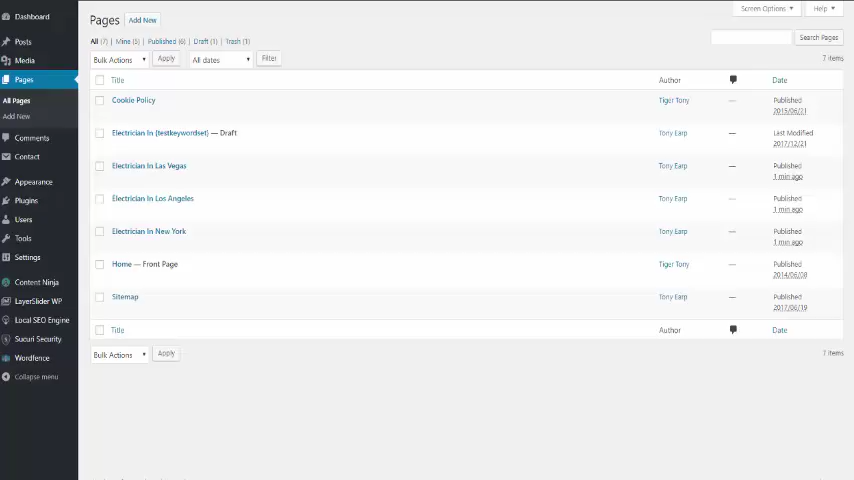 Dashboard
Posts
Media
Pages
All Pages
Add New
Comments
Contact
Appearance
Plugins
Users
Tools
Settings
Content Ninja
LayerSlider WP
Local SEO Engine
Sucuri Security
Wordfence
Collapse menu
Screen Options Help
Pages Add New
All (7) | Mine (5) | Published (6) | Draft (1) | Trash (1)
Search Pages
Bulk Actions Apply All dates Filter 7 items
Title Author Date
Cookie Policy Tiger Tony — Published
2015/06/11
Electrician In {testkeywordset} — Draft Tony Earp — Last Modified
2017/12/21
Electrician In Las Vegas Tony Earp — Published
1 min ago
Electrician In Los Angeles Tony Earp — Published
1 min ago
Electrician In New York Tony Earp — Published
1 min ago
Home — Front Page Tiger Tony — Published
2014/06/08
Sitemap Tony Earp — Published
2017/06/19
Title Author Date
Bulk Actions Apply 7 items